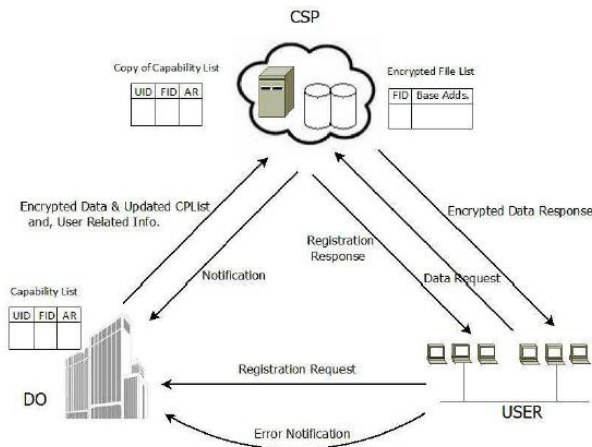 CSP
Copy of Capability List
UID FID AR
Encrypted File List
FID Base Adds.
Encrypted Data & Updated CPList
and, User Related Info.
Encrypted Data Response
Registration
Response
Notification
Data Request
Capability List
UID FID AR
Registration Request
DO
USER
Error Notification